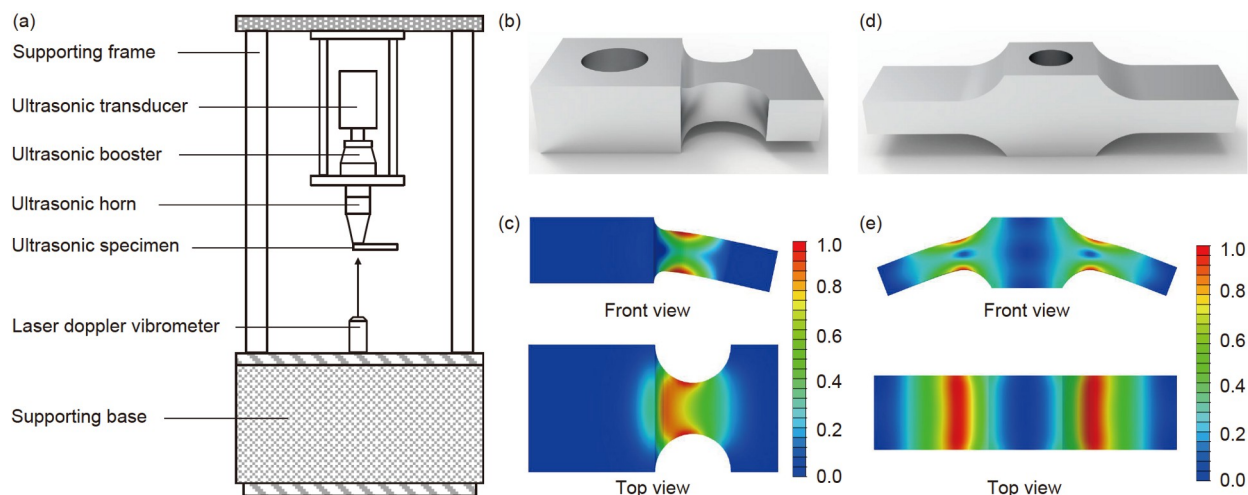 (a)
Supporting frame
Ultrasonic transducer
Ultrasonic booster
Ultrasonic horn
Ultrasonic specimen
Laser doppler vibrometer
Supporting base
(b)
(c)
1.0
0.8
0.6
0.4
0.2
0.0
Front view
Top view
(d)
(e)
1.0
0.8
0.6
0.4
0.2
0.0
Front view
Top view